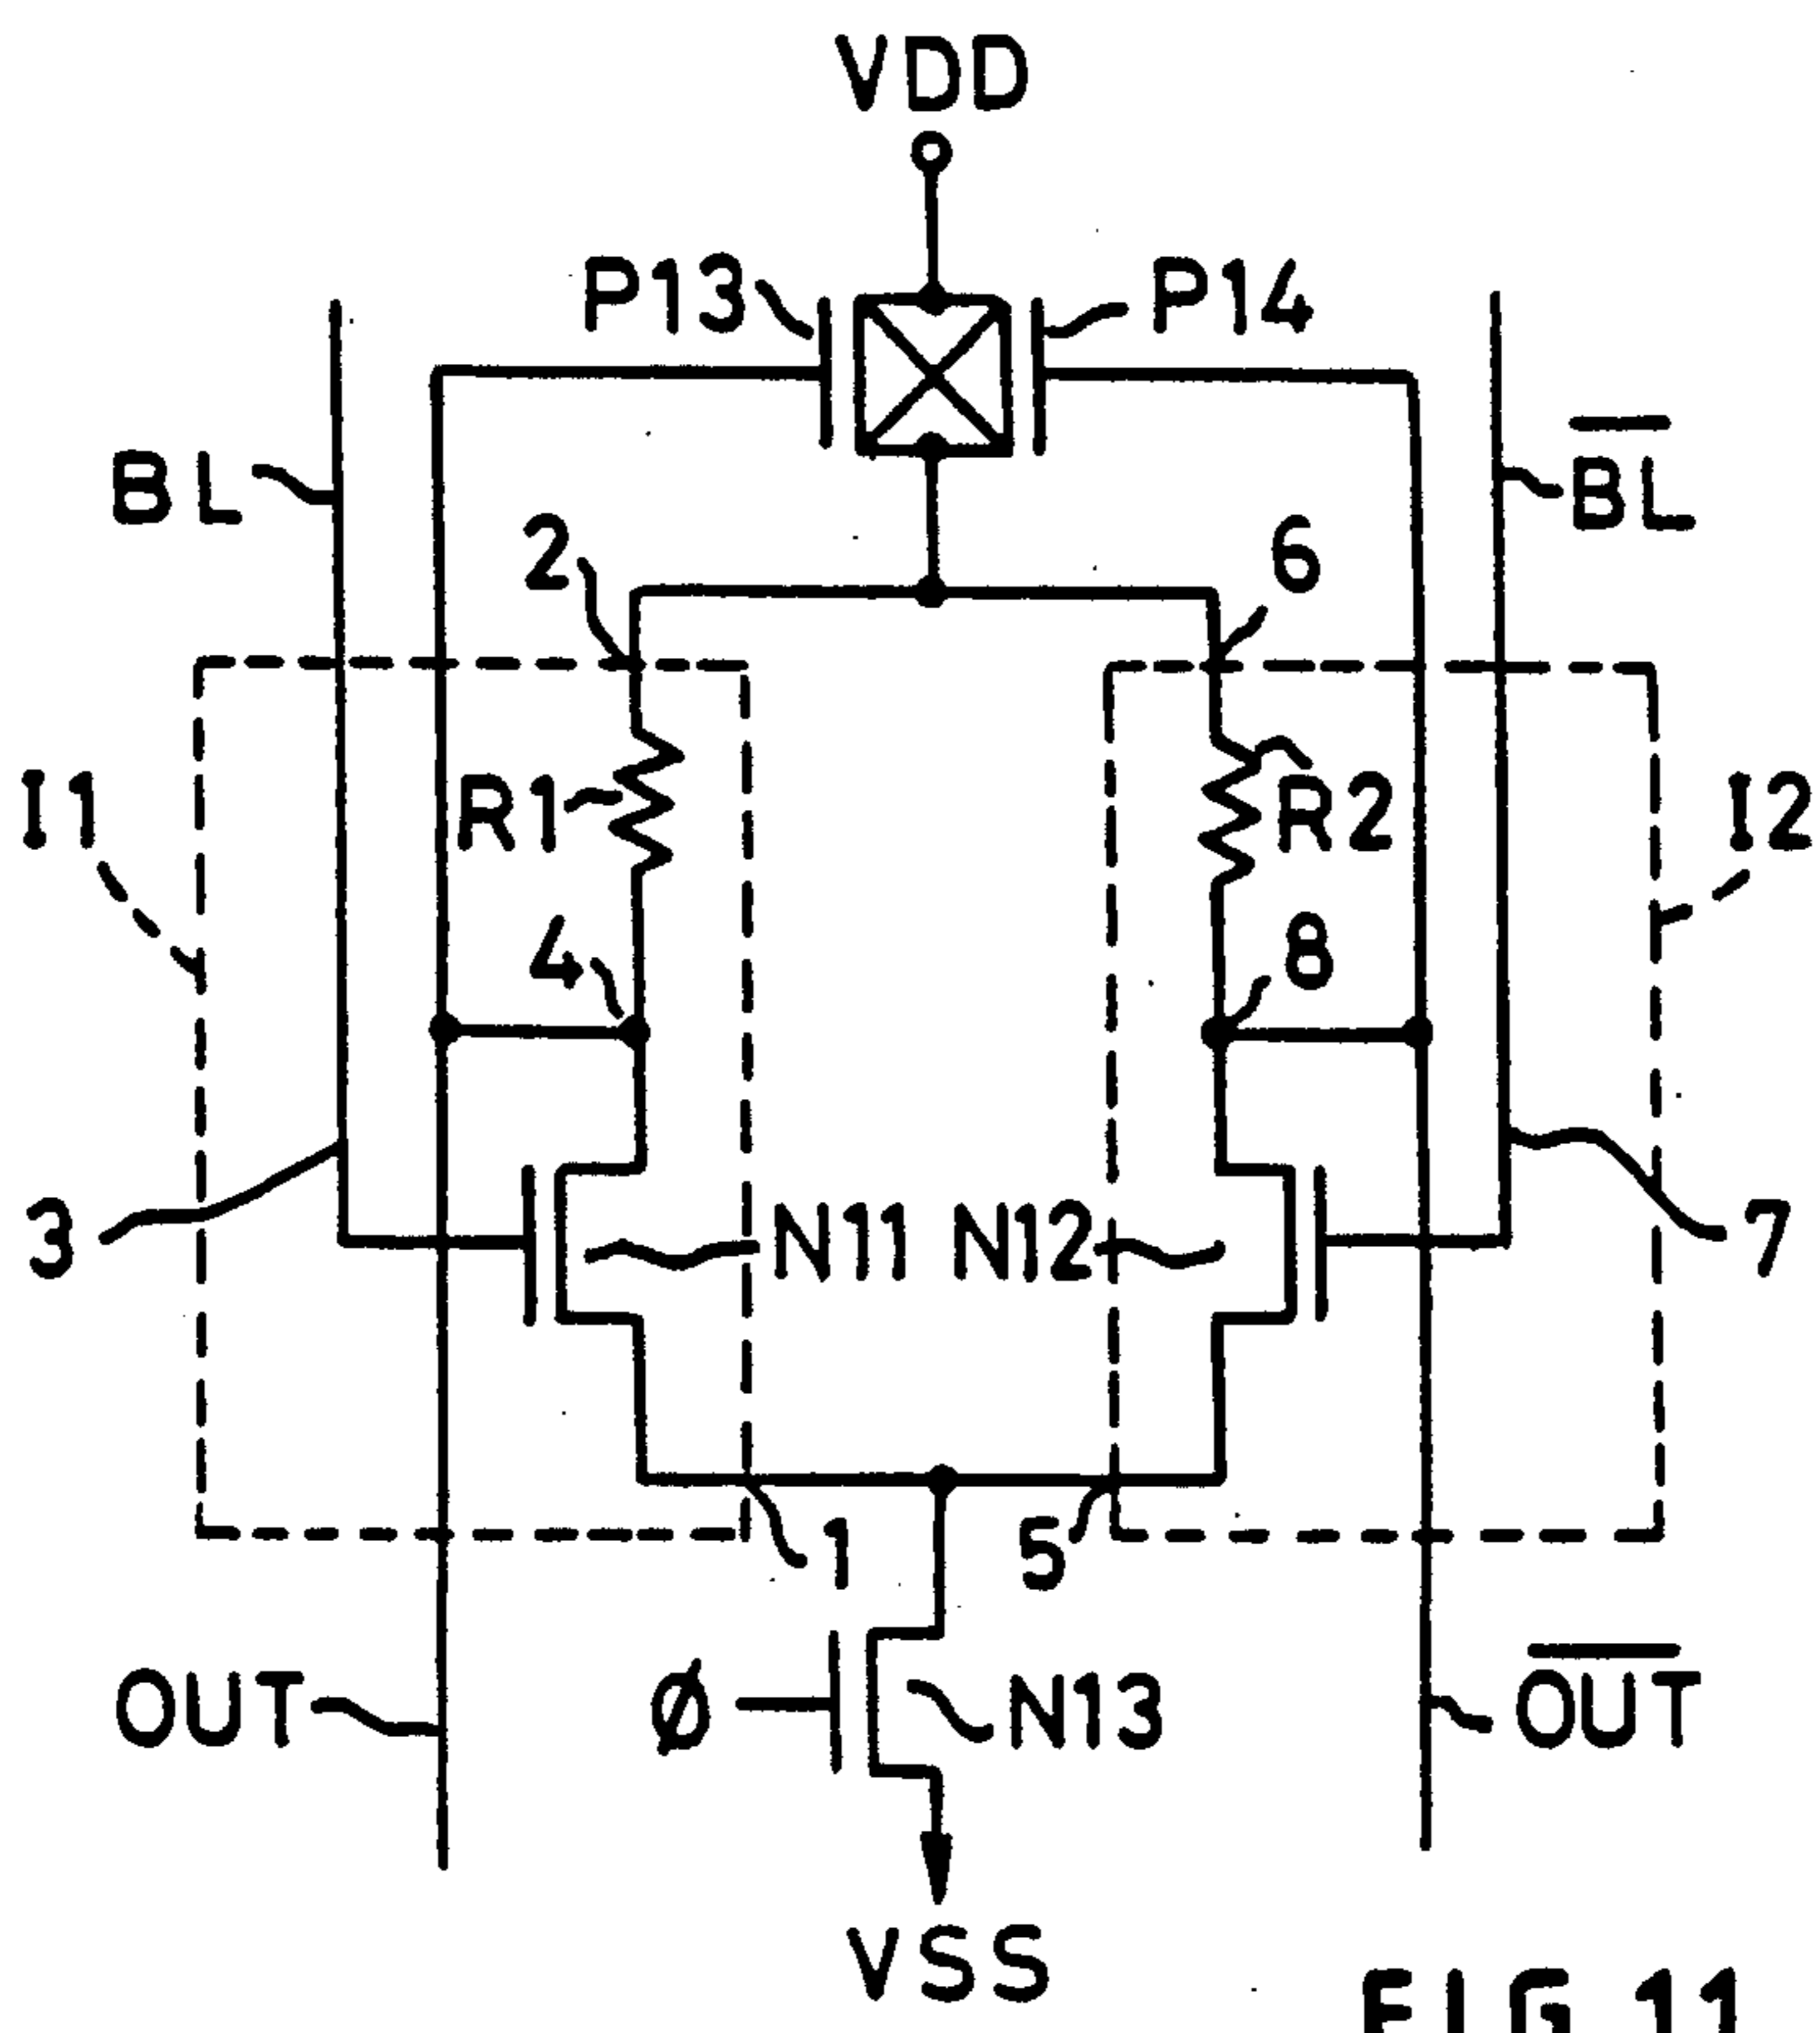 VDD
P13
P14
BL
B̅L̅
2
6
I1
R1
R2
I2
4
8
3
N11
N12
7
1
5
OUT
Ø
N13
O̅U̅T̅
VSS
FIG 11